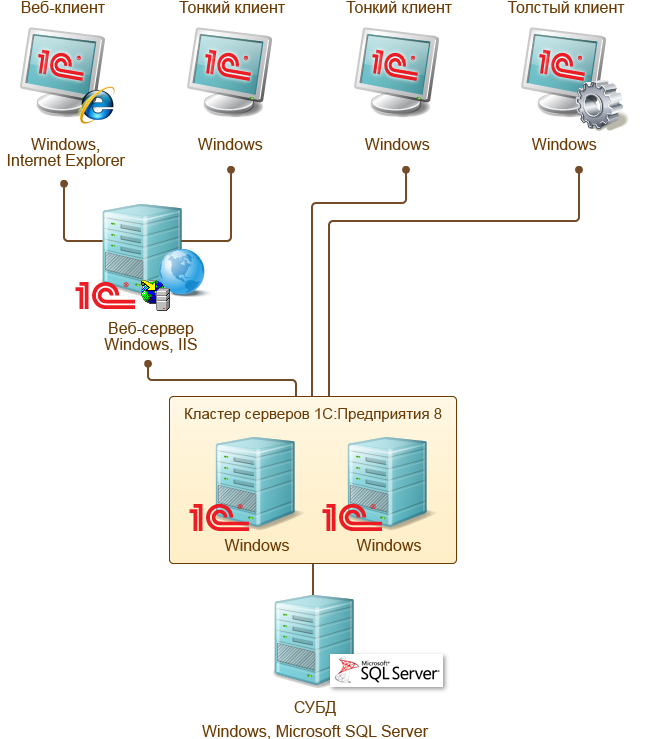 Веб-клиент
Тонкий клиент
Тонкий клиент
Толстый клиент
1С
1С
1С
1С
Windows,
Internet Explorer
Windows
Windows
Windows
1С
Веб-сервер
Windows, IIS
Кластер серверов 1С:Предприятия 8
1С
1С
Windows
Windows
Microsoft®
SQL Server
СУБД
Windows, Microsoft SQL Server